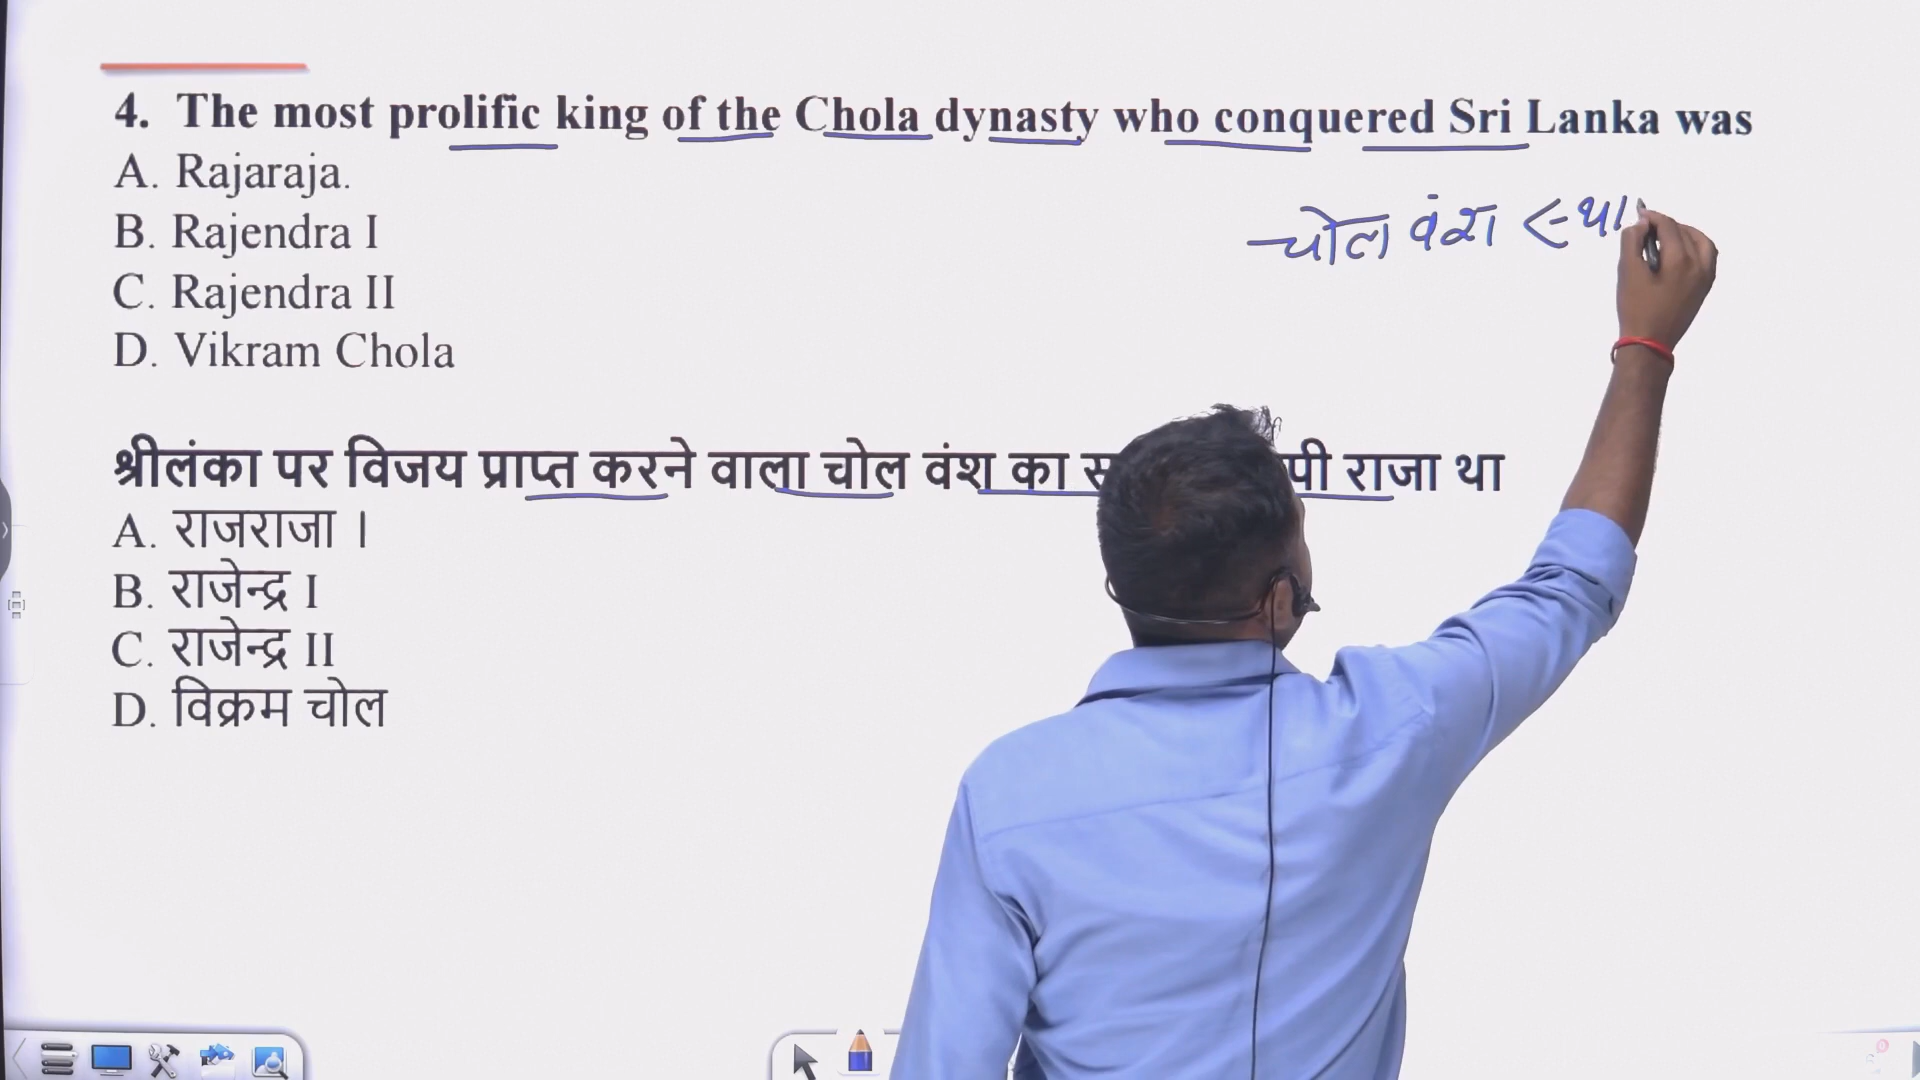 4. The most prolific king of the Chola dynasty who conquered Sri Lanka was
A. Rajaraja.
B. Rajendra I
C. Rajendra II
D. Vikram Chola
चोल वंश स्था
श्रीलंका पर विजय प्राप्त करने वाला चोल वंश का राजा था
A. राजराजा ।
B. राजेन्द्र I
C. राजेन्द्र II
D. विक्रम चोल